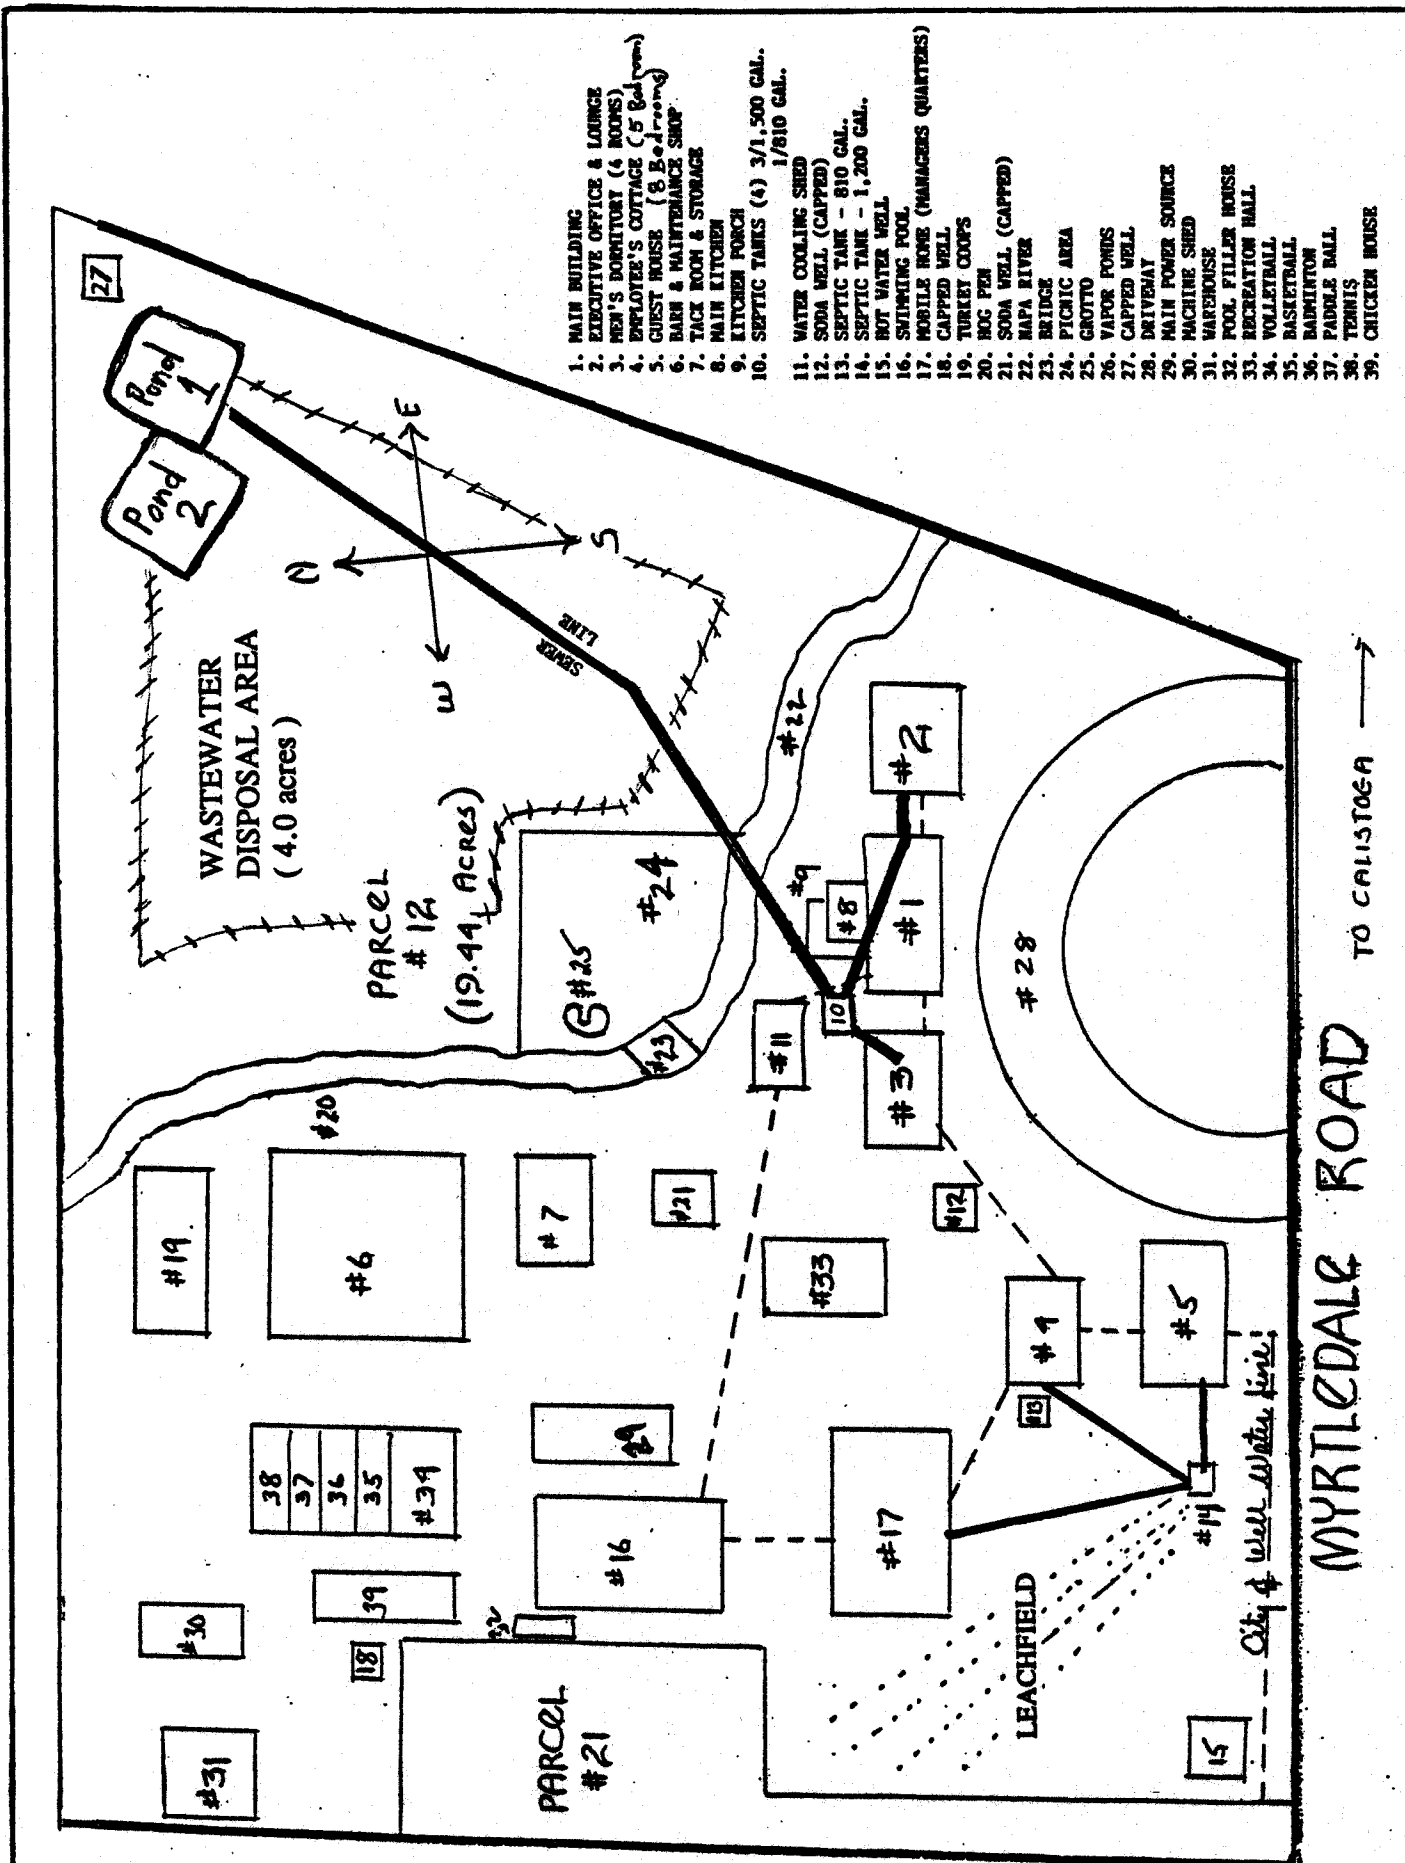 27
Pond 1
Pond 2
N
E
S
W
SEWER LINE
WASTEWATER
DISPOSAL AREA
( 4.0 acres )
PARCEL
# 12
(19.44± ACRES)
#24
S #25
#23
#22
#20
#19
#6
#7
#21
#11
10
#9
#8
#1
#2
#3
#12
#28
#33
#4
#5
#13
#14
29
38
37
36
35
#34
39
#30
#31
18
32
#16
#17
PARCEL
#21
LEACHFIELD
15
City & Well Water Line
MYRTLEDALE ROAD
TO CALISTOGA
1. MAIN BUILDING
2. EXECUTIVE OFFICE & LOUNGE
3. MEN'S DORMITORY (4 ROOMS)
4. EMPLOYEE'S COTTAGE (5 Bedroom)
5. GUEST HOUSE (8 Bedrooms)
6. BARN & MAINTENANCE SHOP
7. TACK ROOM & STORAGE
8. MAIN KITCHEN
9. KITCHEN PORCH
10. SEPTIC TANKS (4) 3/1,500 GAL..
1/810 GAL..
11. WATER COOLING SHED
12. SODA WELL (CAPPED)
13. SEPTIC TANK - 810 GAL.
14. SEPTIC TANK - 1,200 GAL.
15. HOT WATER WELL
16. SWIMMING POOL
17. MOBILE HOME (MANAGERS QUARTERS)
18. CAPPED WELL
19. TURKEY COOPS
20. HOG PEN
21. SODA WELL (CAPPED)
22. NAPA RIVER
23. BRIDGE
24. PICNIC AREA
25. GROTTO
26. VAPOR PONDS
27. CAPPED WELL
28. DRIVEWAY
29. MAIN POWER SOURCE
30. MACHINE SHED
31. WAREHOUSE
32. POOL FILLER HOUSE
33. RECREATION HALL
34. VOLLEYBALL
35. BASKETBALL
36. BADMINTON
37. PADDLE BALL
38. TENNIS
39. CHICKEN HOUSE